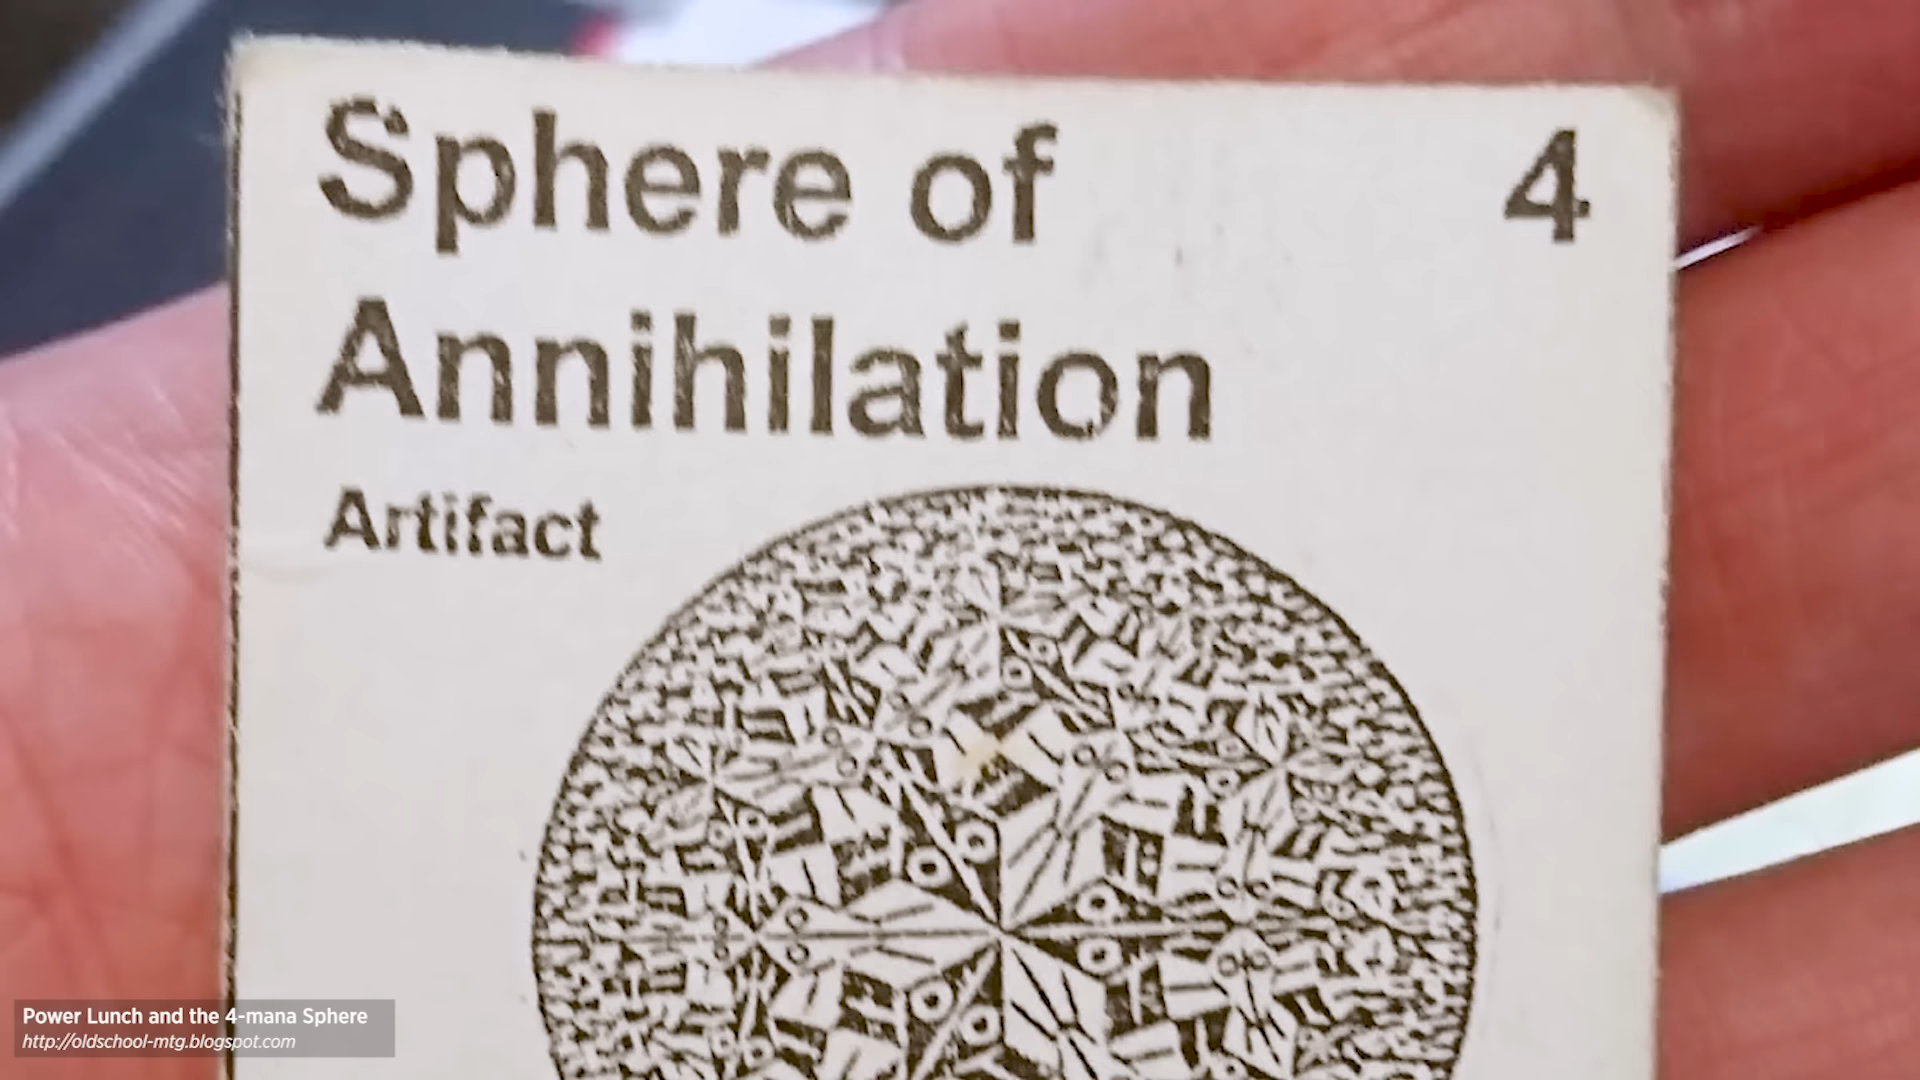 Sphere of 4
Annihilation
Artifact
Power Lunch and the 4-mana Sphere
http://oldschool-mtg.blogspot.com